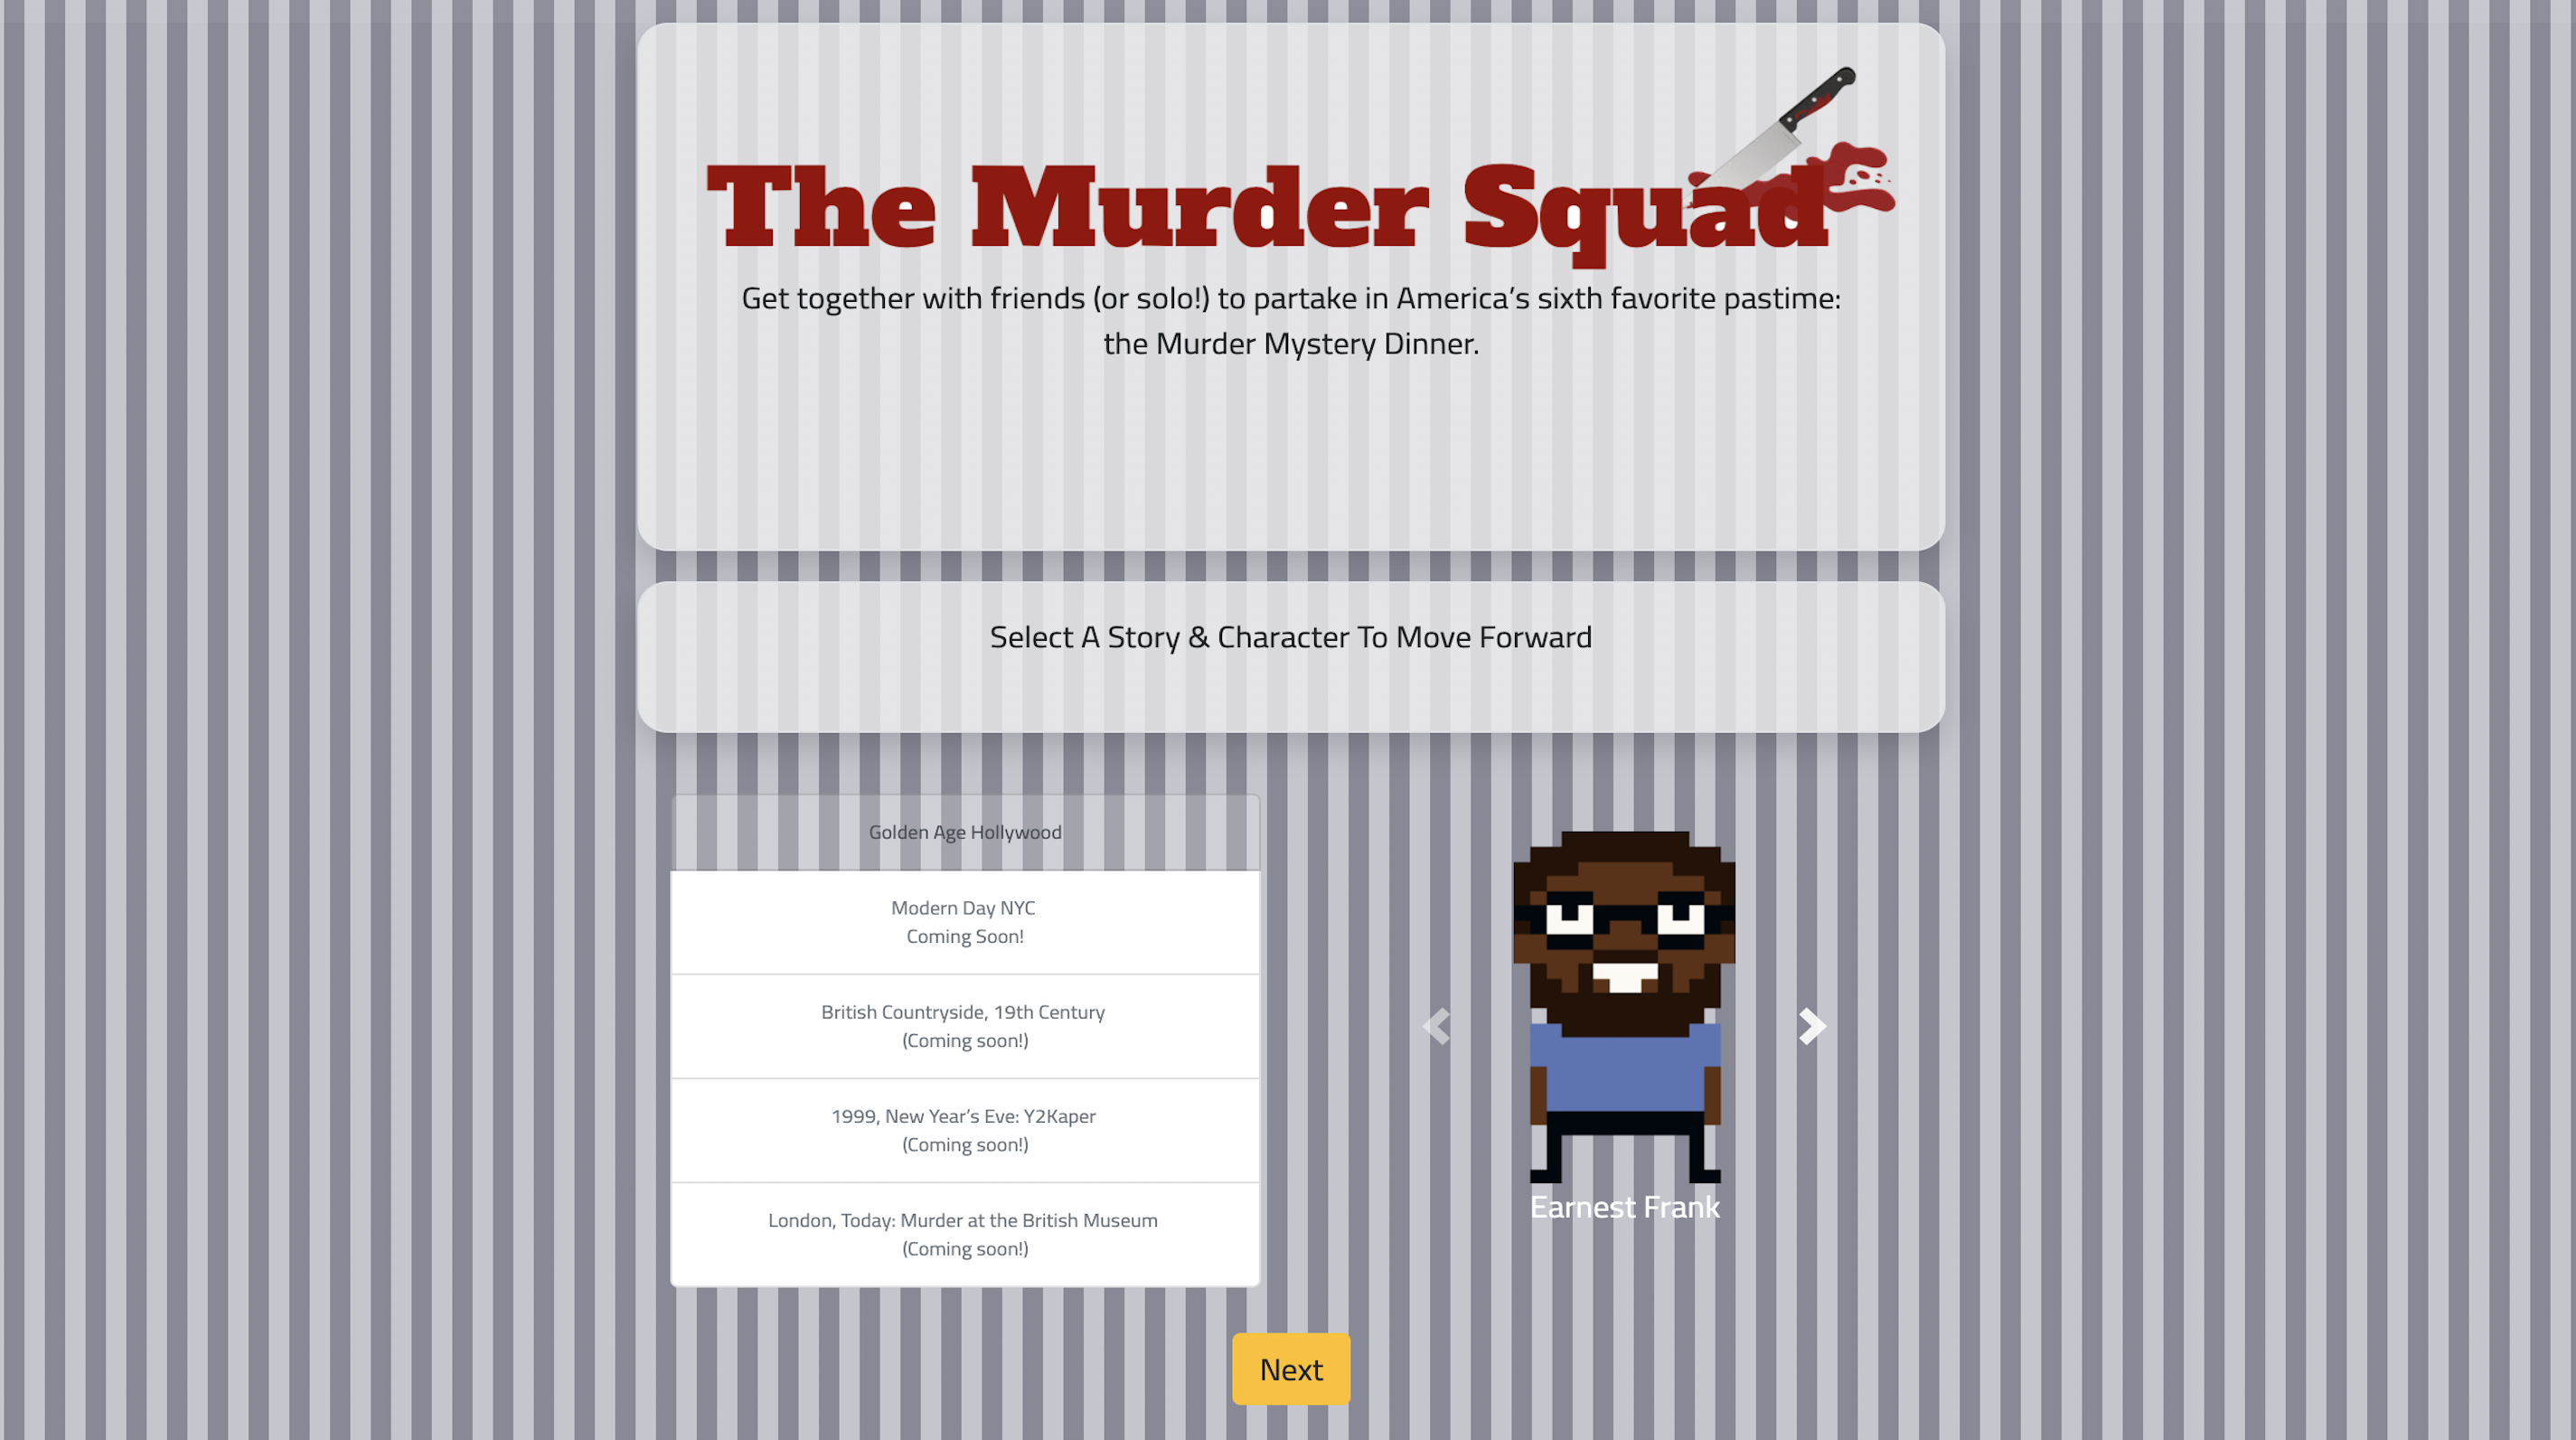 The Murder Squad
Get together with friends (or solo!) to partake in America’s sixth favorite pastime:
the Murder Mystery Dinner.
Select A Story & Character To Move Forward
Golden Age Hollywood
Modern Day NYC
Coming Soon!
British Countryside, 19th Century
(Coming soon!)
1999, New Year’s Eve: Y2Kaper
(Coming soon!)
London, Today: Murder at the British Museum
(Coming soon!)
Earnest Frank
Next